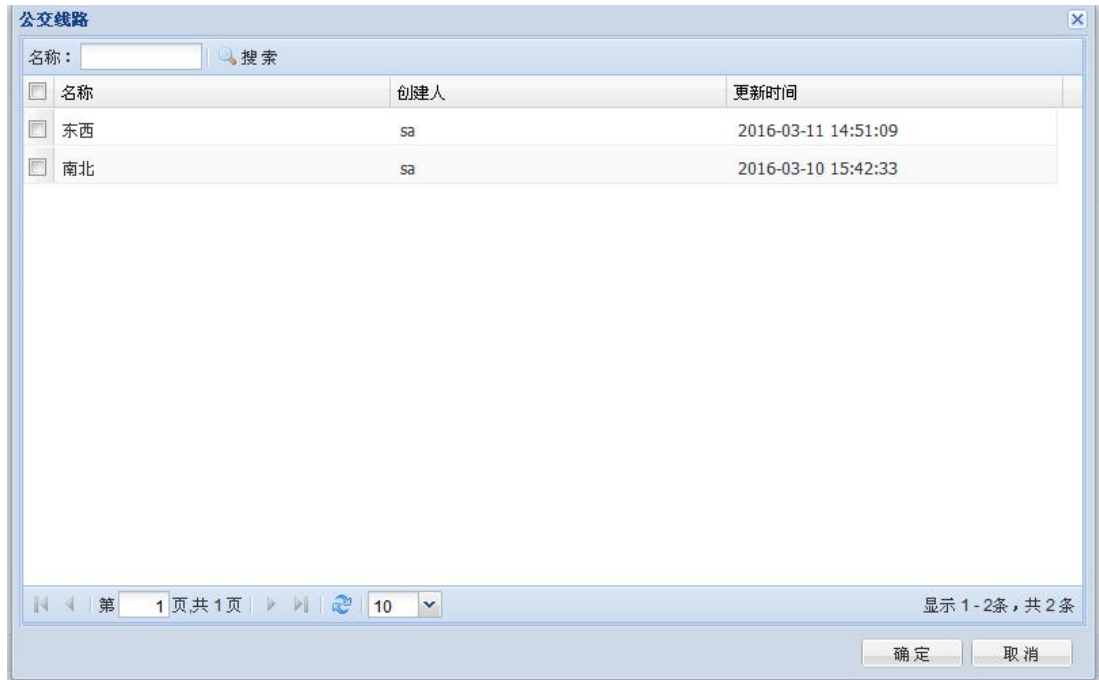 公交线路
名称： 搜索
名称 创建人 更新时间
东西 sa 2016-03-11 14:51:09
南北 sa 2016-03-10 15:42:33
第 1 页,共 1 页 10 显示 1 - 2条，共 2 条
确定 取消